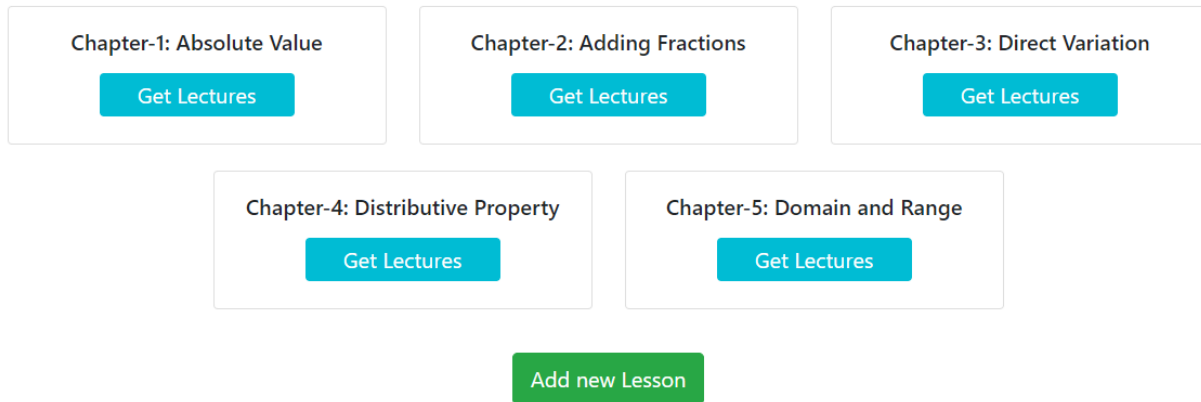 Chapter-1: Absolute Value
Get Lectures
Chapter-2: Adding Fractions
Get Lectures
Chapter-3: Direct Variation
Get Lectures
Chapter-4: Distributive Property
Get Lectures
Chapter-5: Domain and Range
Get Lectures
Add new Lesson